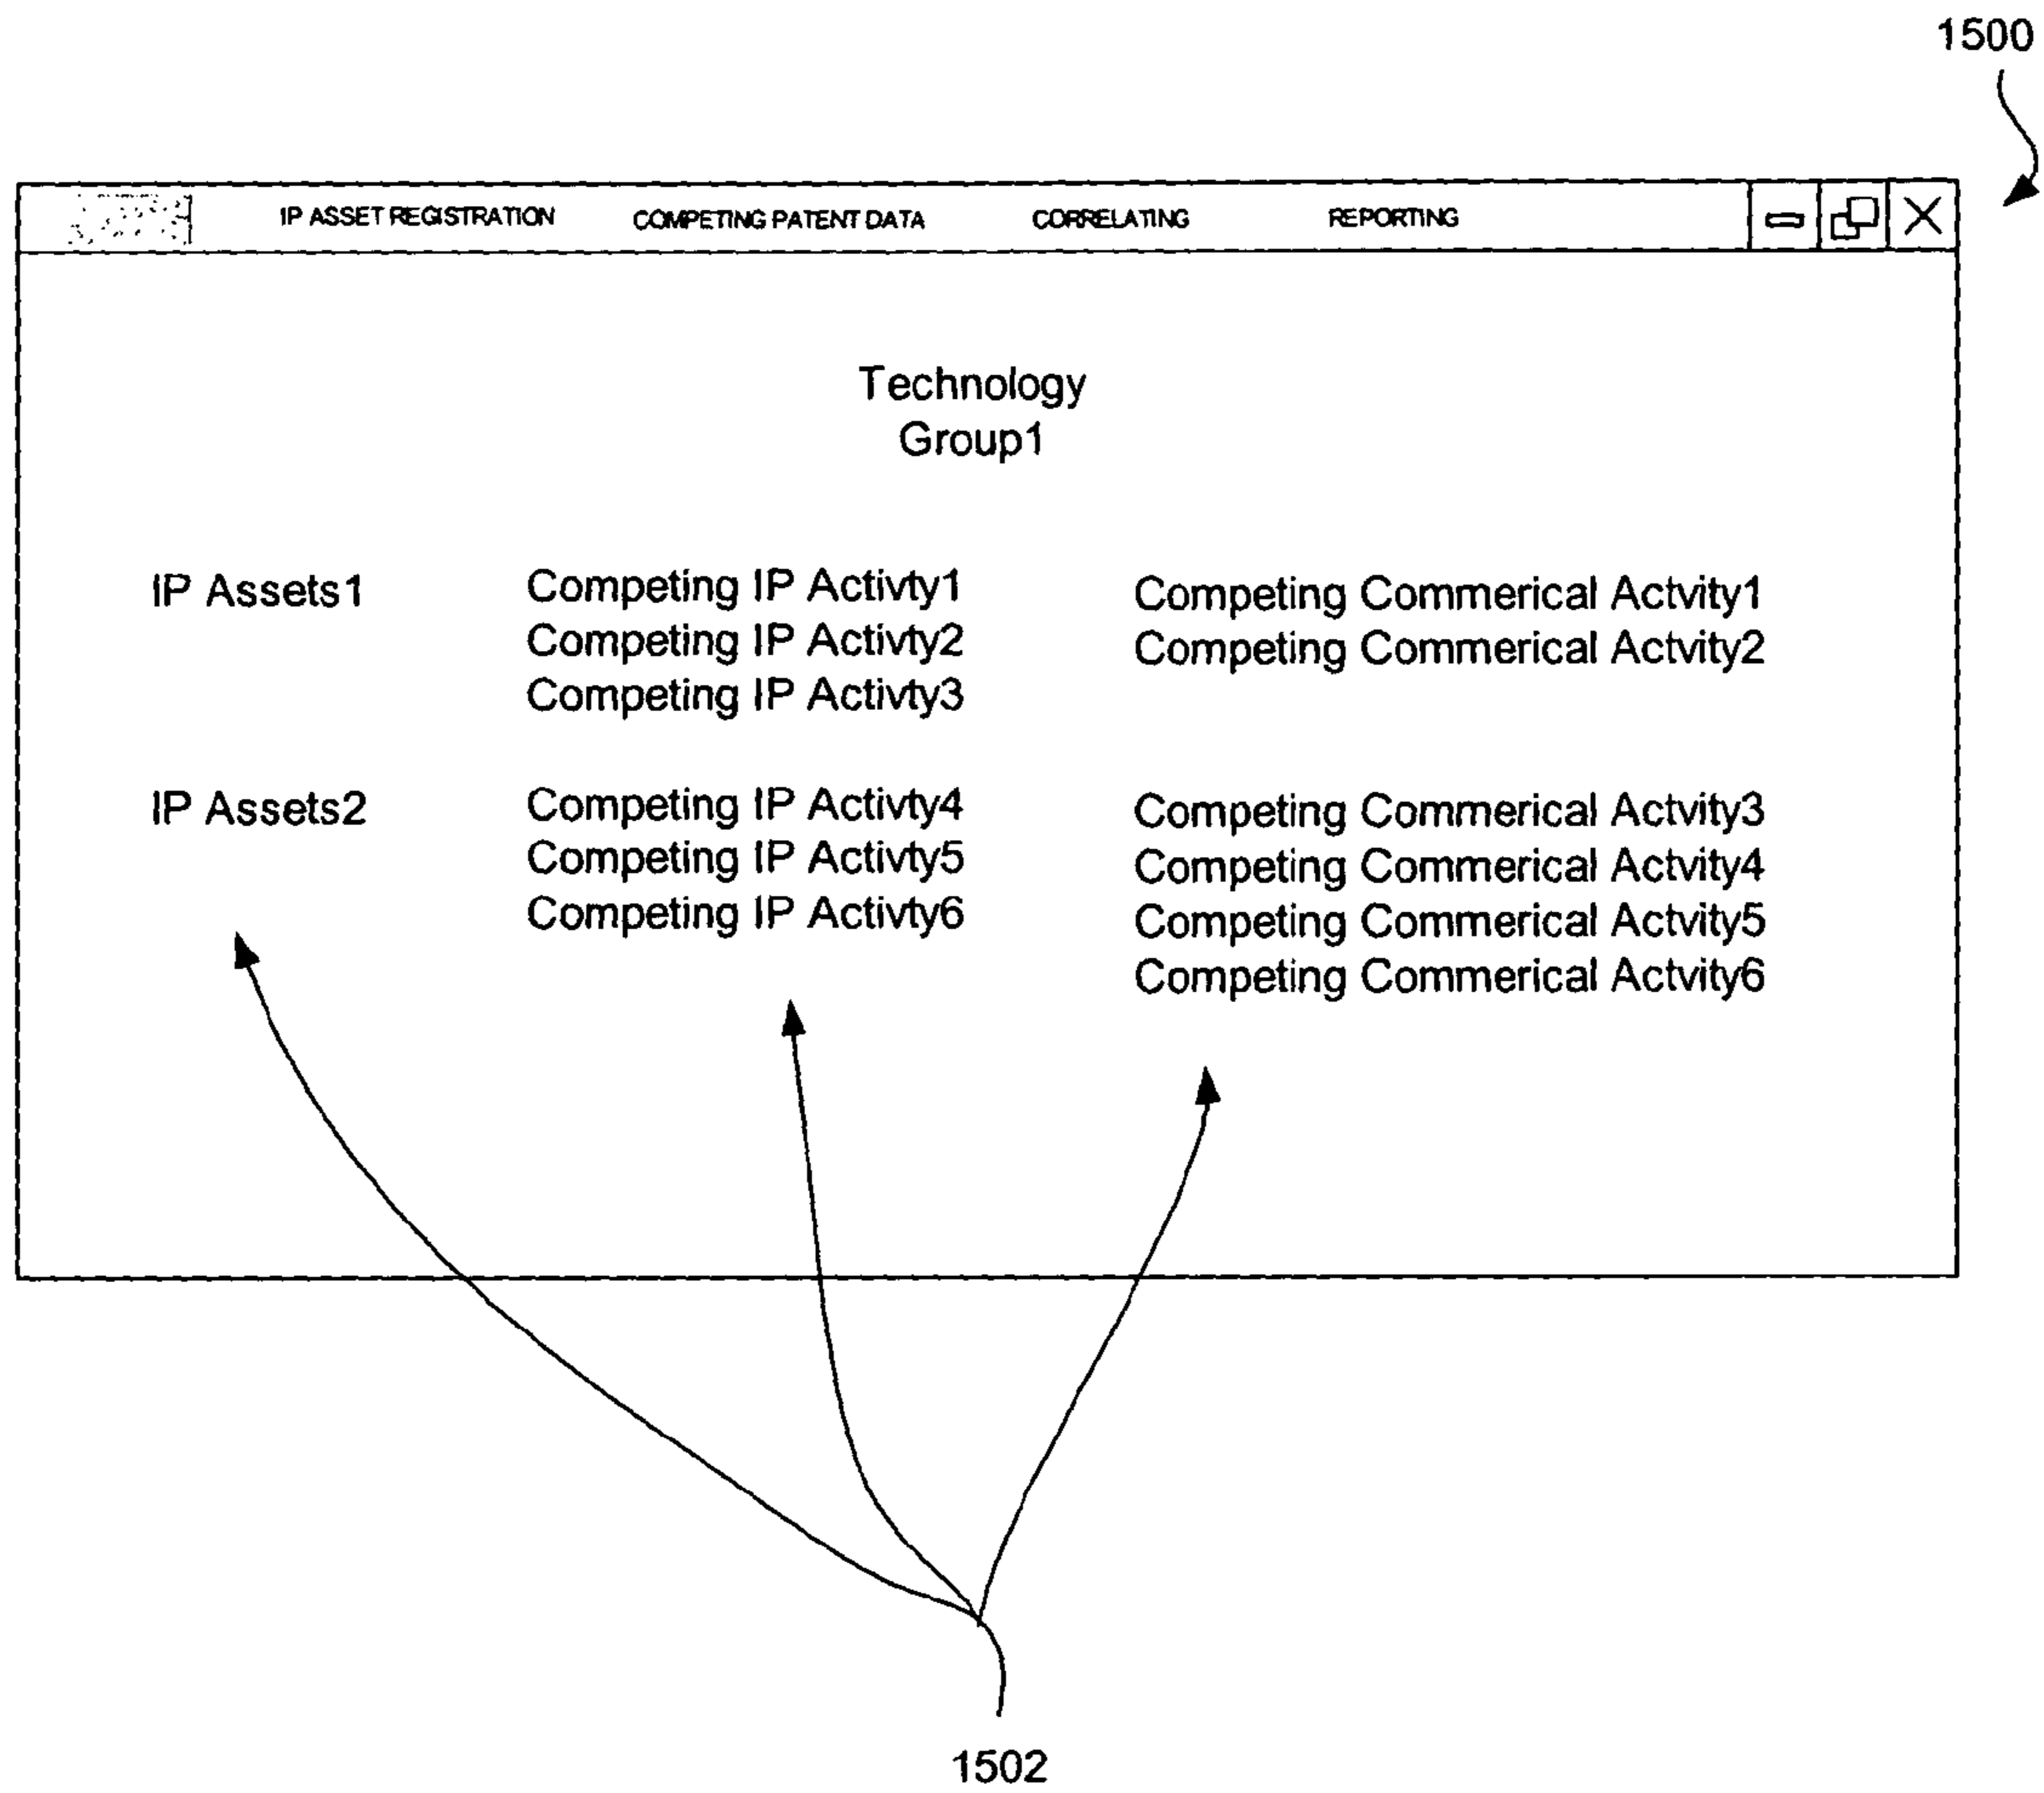 1500
IP ASSET REGISTRATION COMPETING PATENT DATA CORRELATING REPORTING
Technology
Group1
IP Assets1 Competing IP Activty1 Competing Commerical Actvity1
Competing IP Activty2 Competing Commerical Actvity2
Competing IP Activty3
IP Assets2 Competing IP Activty4 Competing Commerical Actvity3
Competing IP Activty5 Competing Commerical Actvity4
Competing IP Activty6 Competing Commerical Actvity5
Competing Commerical Actvity6
1502